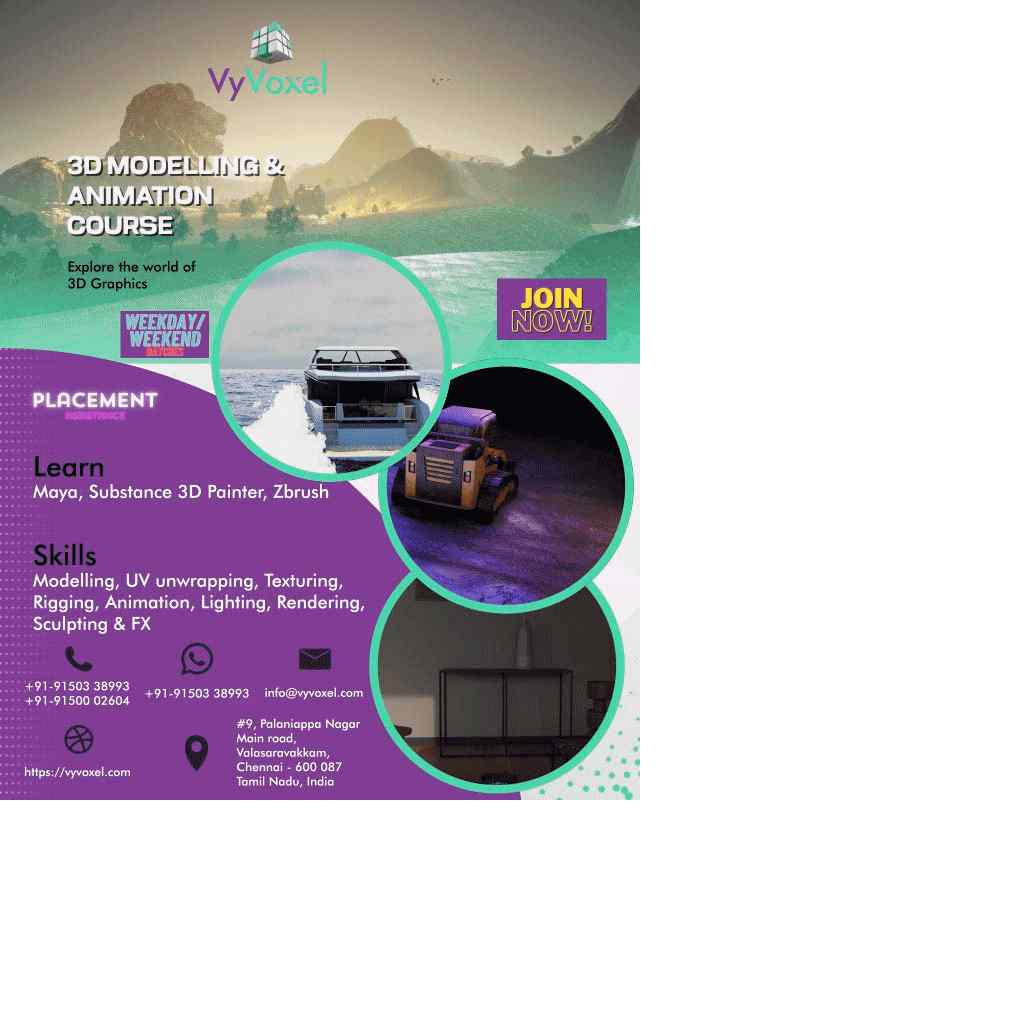 VyVoxel
3D MODELLING &
ANIMATION
COURSE
Explore the world of
3D Graphics
JOIN
NOW!
WEEKDAY/
WEEKEND
BATCHES
PLACEMENT
ASSISTANCE
Learn
Maya, Substance 3D Painter, Zbrush
Skills
Modelling, UV unwrapping, Texturing,
Rigging, Animation, Lighting, Rendering,
Sculpting & FX
+91-91503 38993
+91-91500 02604
+91-91503 38993
info@vyvoxel.com
https://vyvoxel.com
#9, Palaniappa Nagar
Main road,
Valasaravakkam,
Chennai - 600 087
Tamil Nadu, India